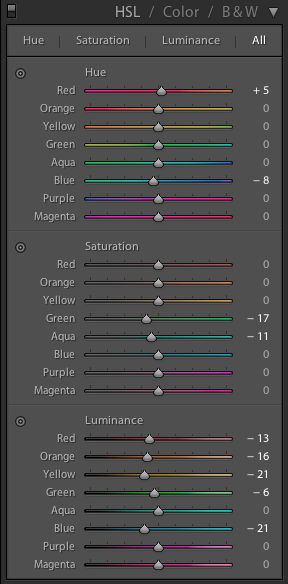 HSL / Color / B & W
Hue | Saturation | Luminance | All
Hue
Red + 5
Orange 0
Yellow 0
Green 0
Aqua 0
Blue − 8
Purple 0
Magenta 0
Saturation
Red 0
Orange 0
Yellow 0
Green − 17
Aqua − 11
Blue 0
Purple 0
Magenta 0
Luminance
Red − 13
Orange − 16
Yellow − 21
Green − 6
Aqua 0
Blue − 21
Purple 0
Magenta 0